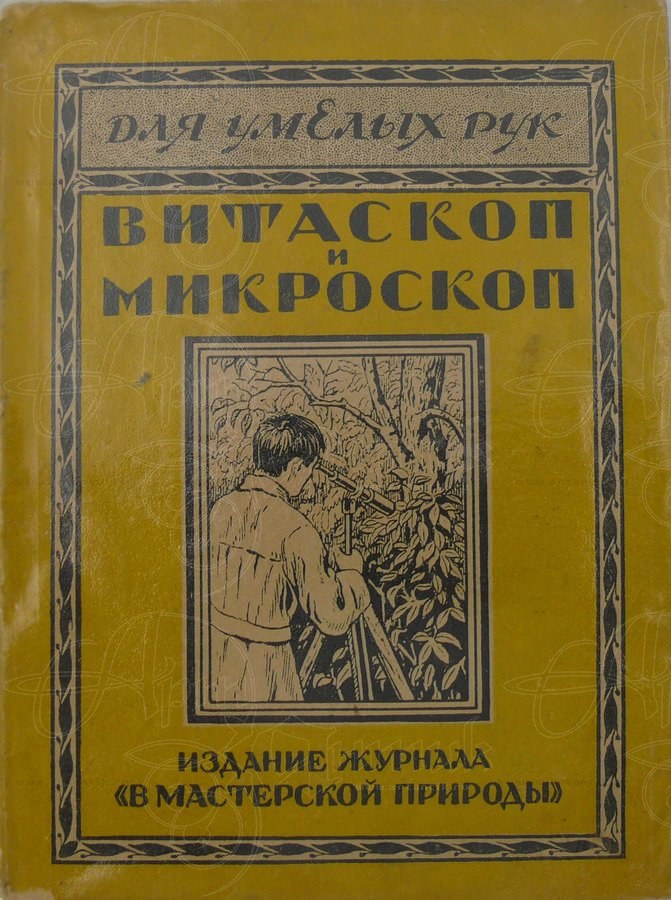 ДЛЯ УМЕЛЫХ РУК
ВИТАСКОП
И
МИКРОСКОП
ИЗДАНИЕ ЖУРНАЛА
«В МАСТЕРСКОЙ ПРИРОДЫ»